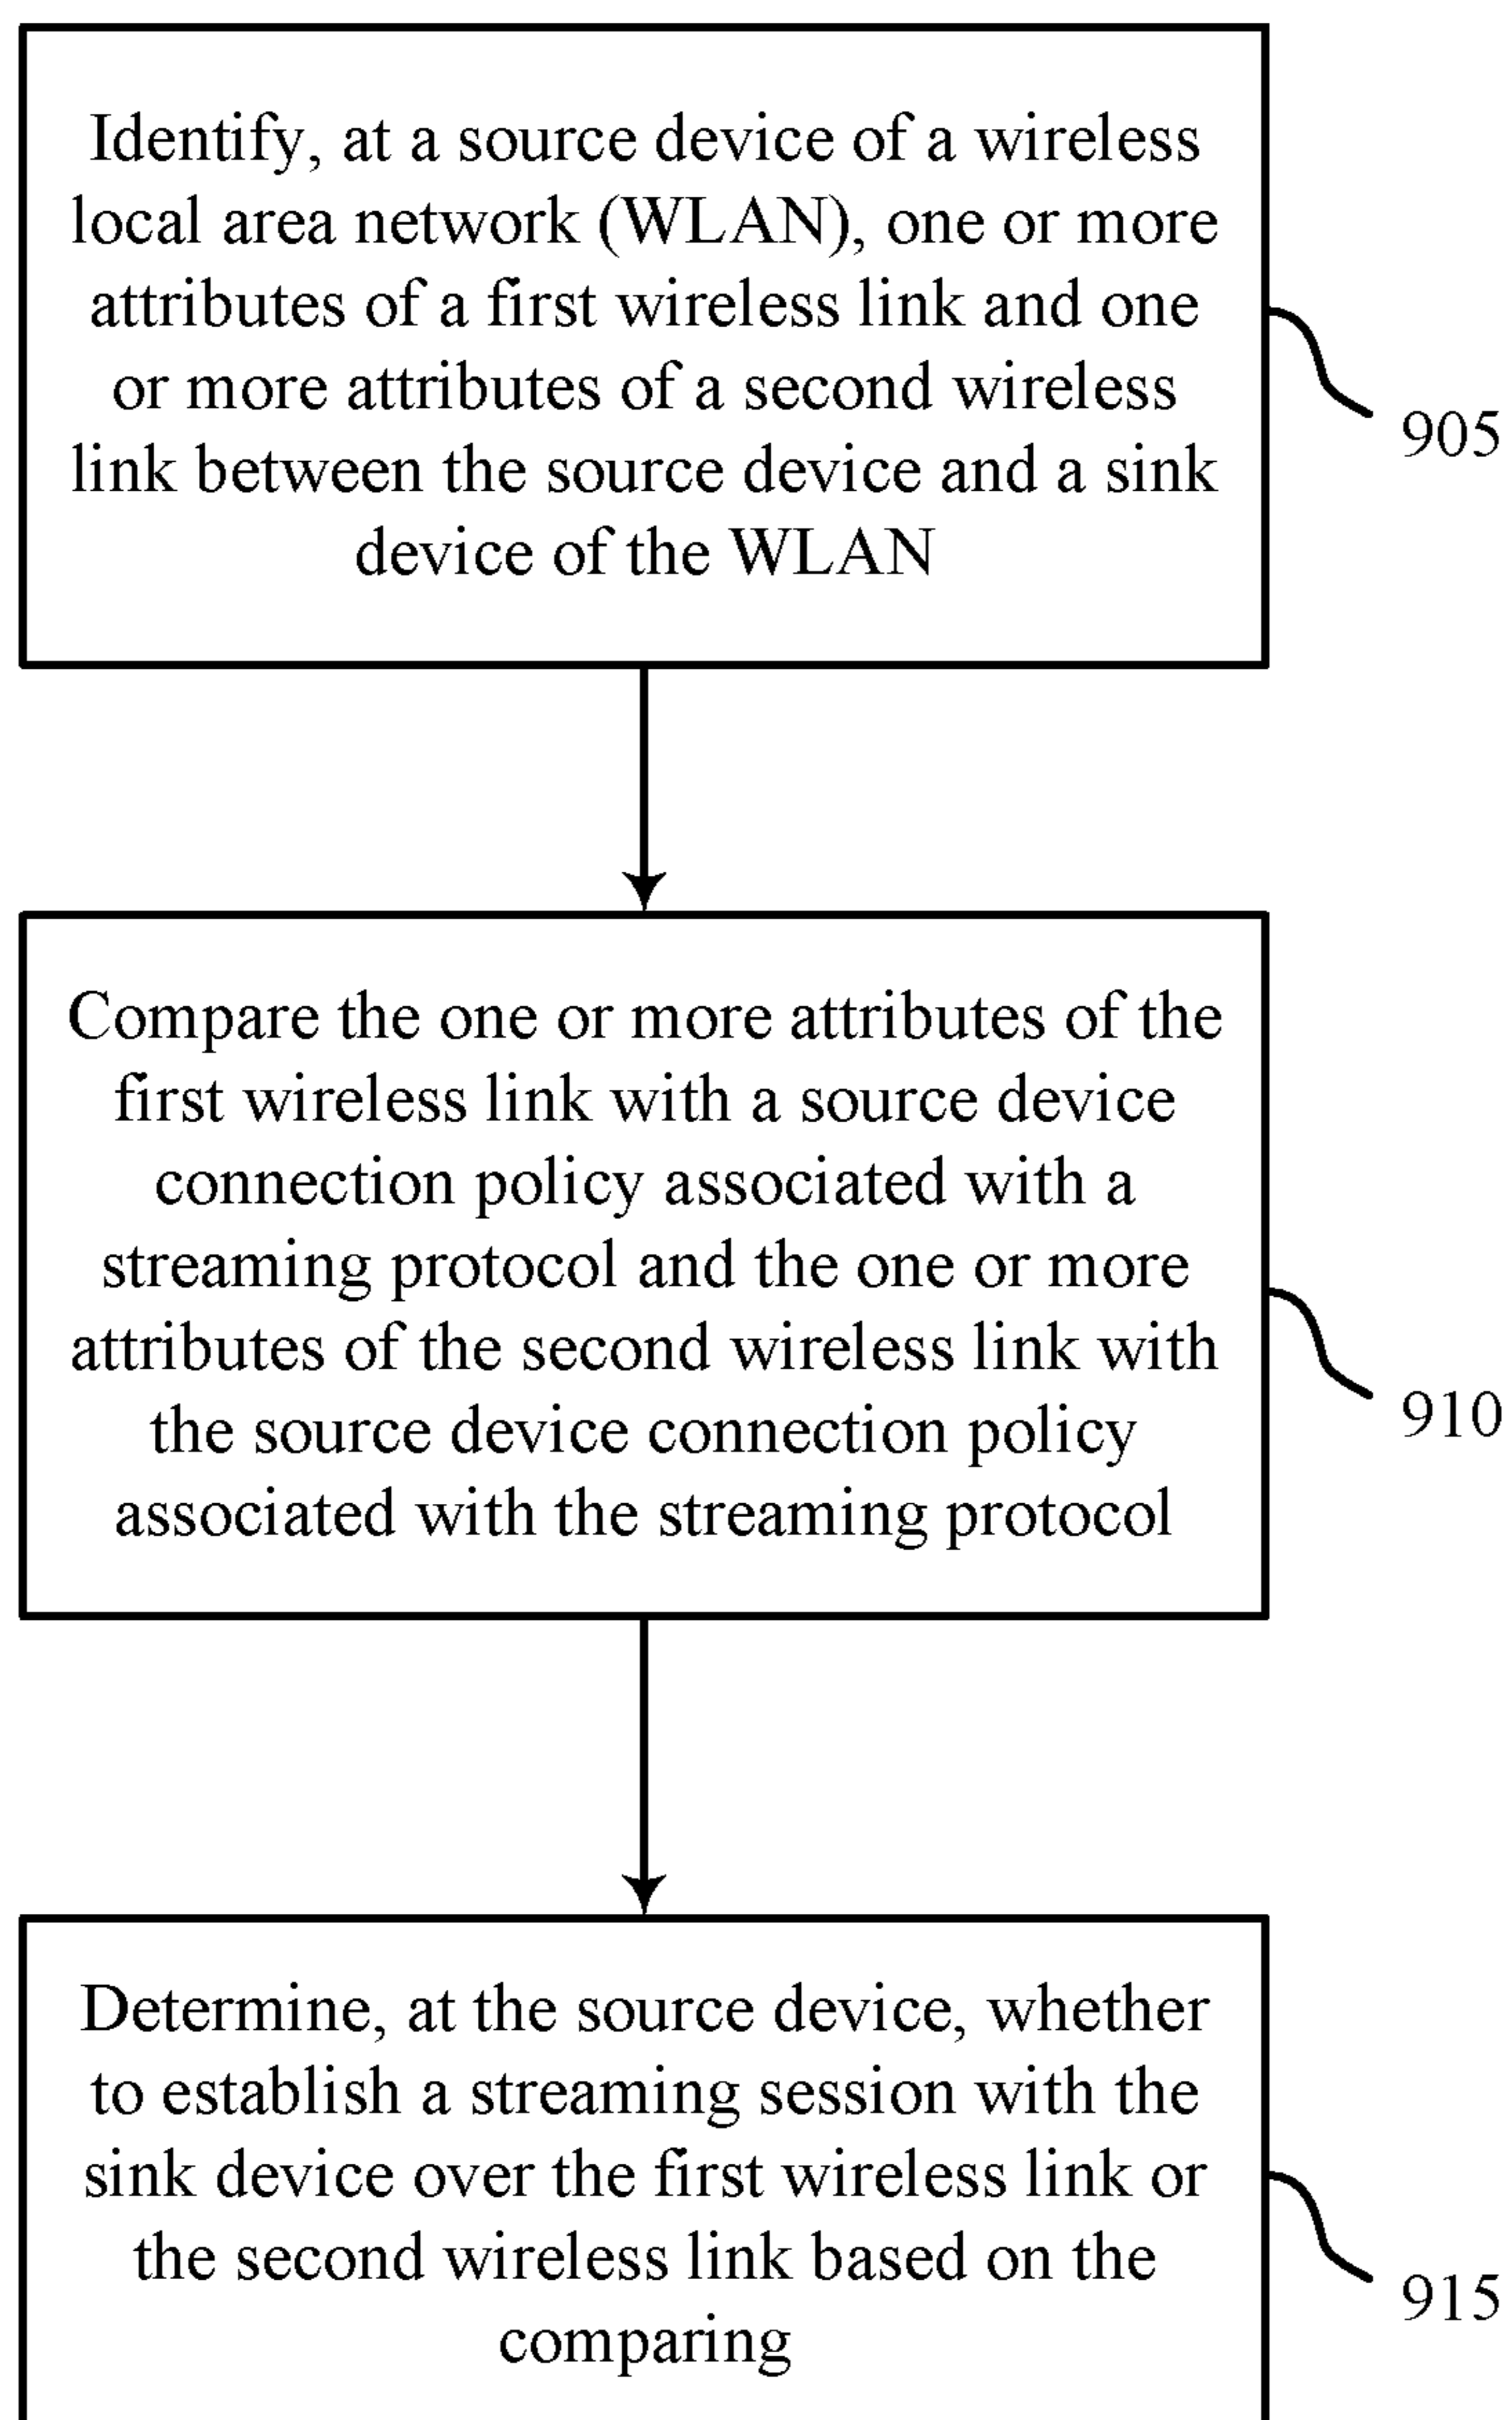 Identify, at a source device of a wireless
local area network (WLAN), one or more
attributes of a first wireless link and one
or more attributes of a second wireless
link between the source device and a sink
device of the WLAN
905
Compare the one or more attributes of the
first wireless link with a source device
connection policy associated with a
streaming protocol and the one or more
attributes of the second wireless link with
the source device connection policy
associated with the streaming protocol
910
Determine, at the source device, whether
to establish a streaming session with the
sink device over the first wireless link or
the second wireless link based on the
comparing
915